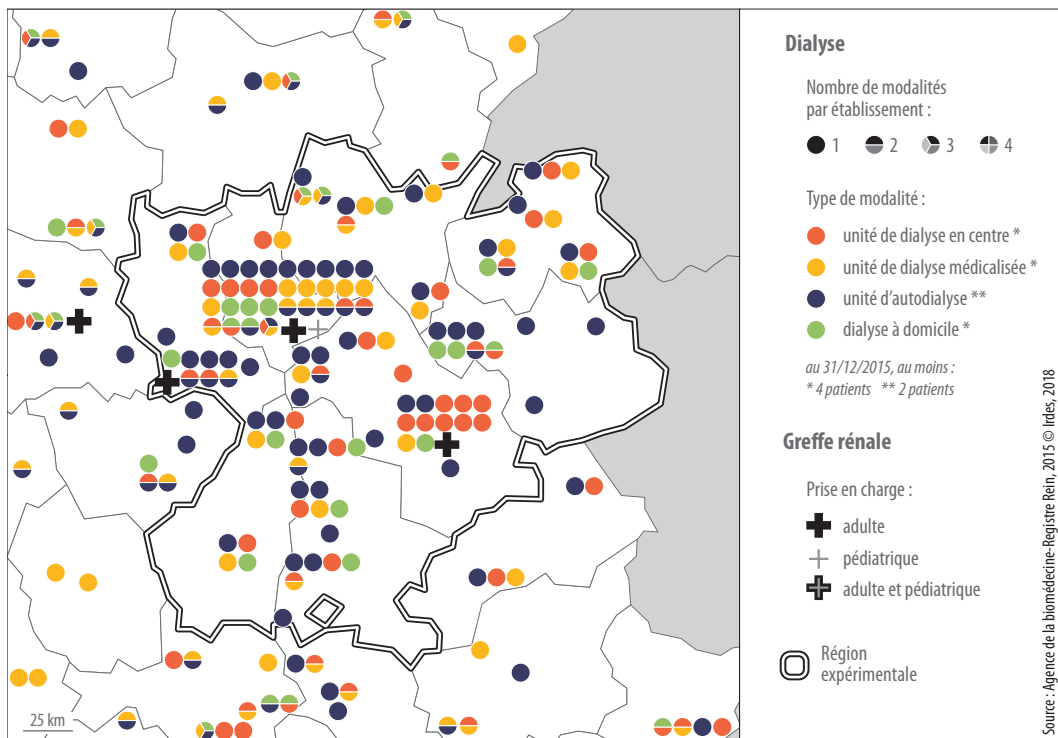 Dialyse
Nombre de modalités
par établissement :
1 2 3 4
Type de modalité :
unité de dialyse en centre *
unité de dialyse médicalisée *
unité d'autodialyse **
dialyse à domicile *
au 31/12/2015, au moins :
* 4 patients ** 2 patients
Greffe rénale
Prise en charge :
adulte
pédiatrique
adulte et pédiatrique
Région
expérimentale
25 km
Source : Agence de la biomédecine-Registre Rein, 2015 © Irdes, 2018